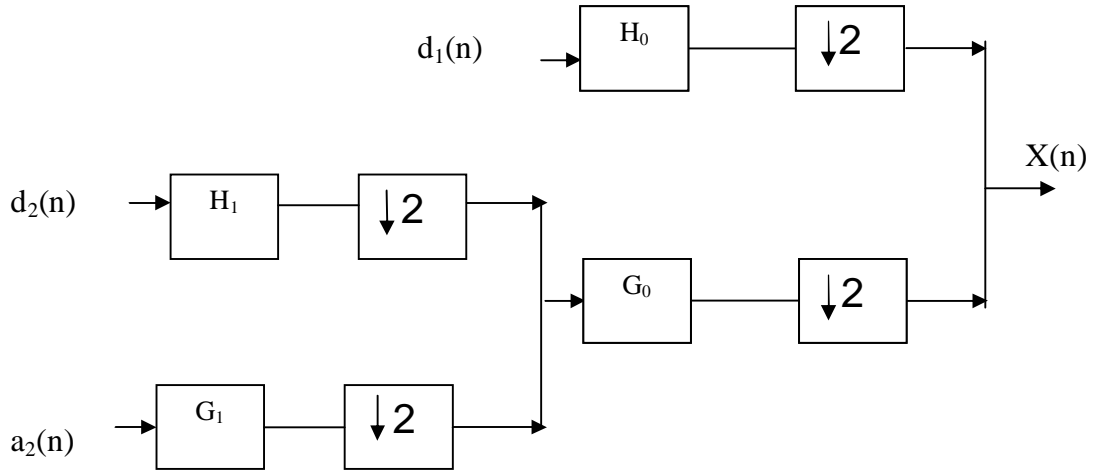 H₀
↓2
d₁(n)
X(n)
d₂(n)
H₁
↓2
G₀
↓2
G₁
↓2
a₂(n)